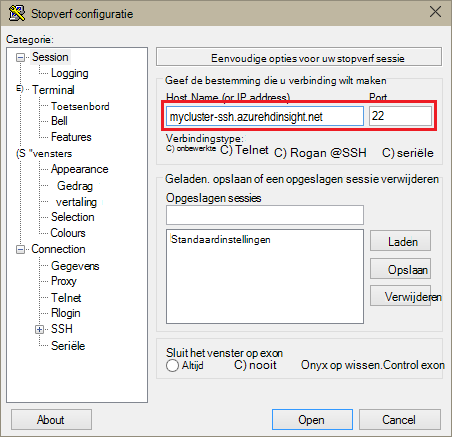 Stopverf configuratie
Categorie:
Session
Logging
E) Terminal
Toetsenbord
Bell
Features
(S "vensters
Appearance
Gedrag
vertaling
Selection
Colours
Connection
Gegevens
Proxy
Telnet
Rlogin
SSH
Seriële
Eenvoudige opties voor uw stopverf sessie
Geef de bestemming die u verbinding wilt maken
Host Name (or IP address) Port
mycluster-ssh.azurehdinsight.net 22
Verbindingstype:
C) onbewerkte C) Telnet C) Rogan @SSH C) seriële
Geladen. opslaan of een opgeslagen sessie verwijderen
Opgeslagen sessies
Standaardinstellingen
Laden
Opslaan
Verwijderen
Sluit het venster op exon
Altijd C) nooit Onyx op wissen.Control exon
About Open Cancel